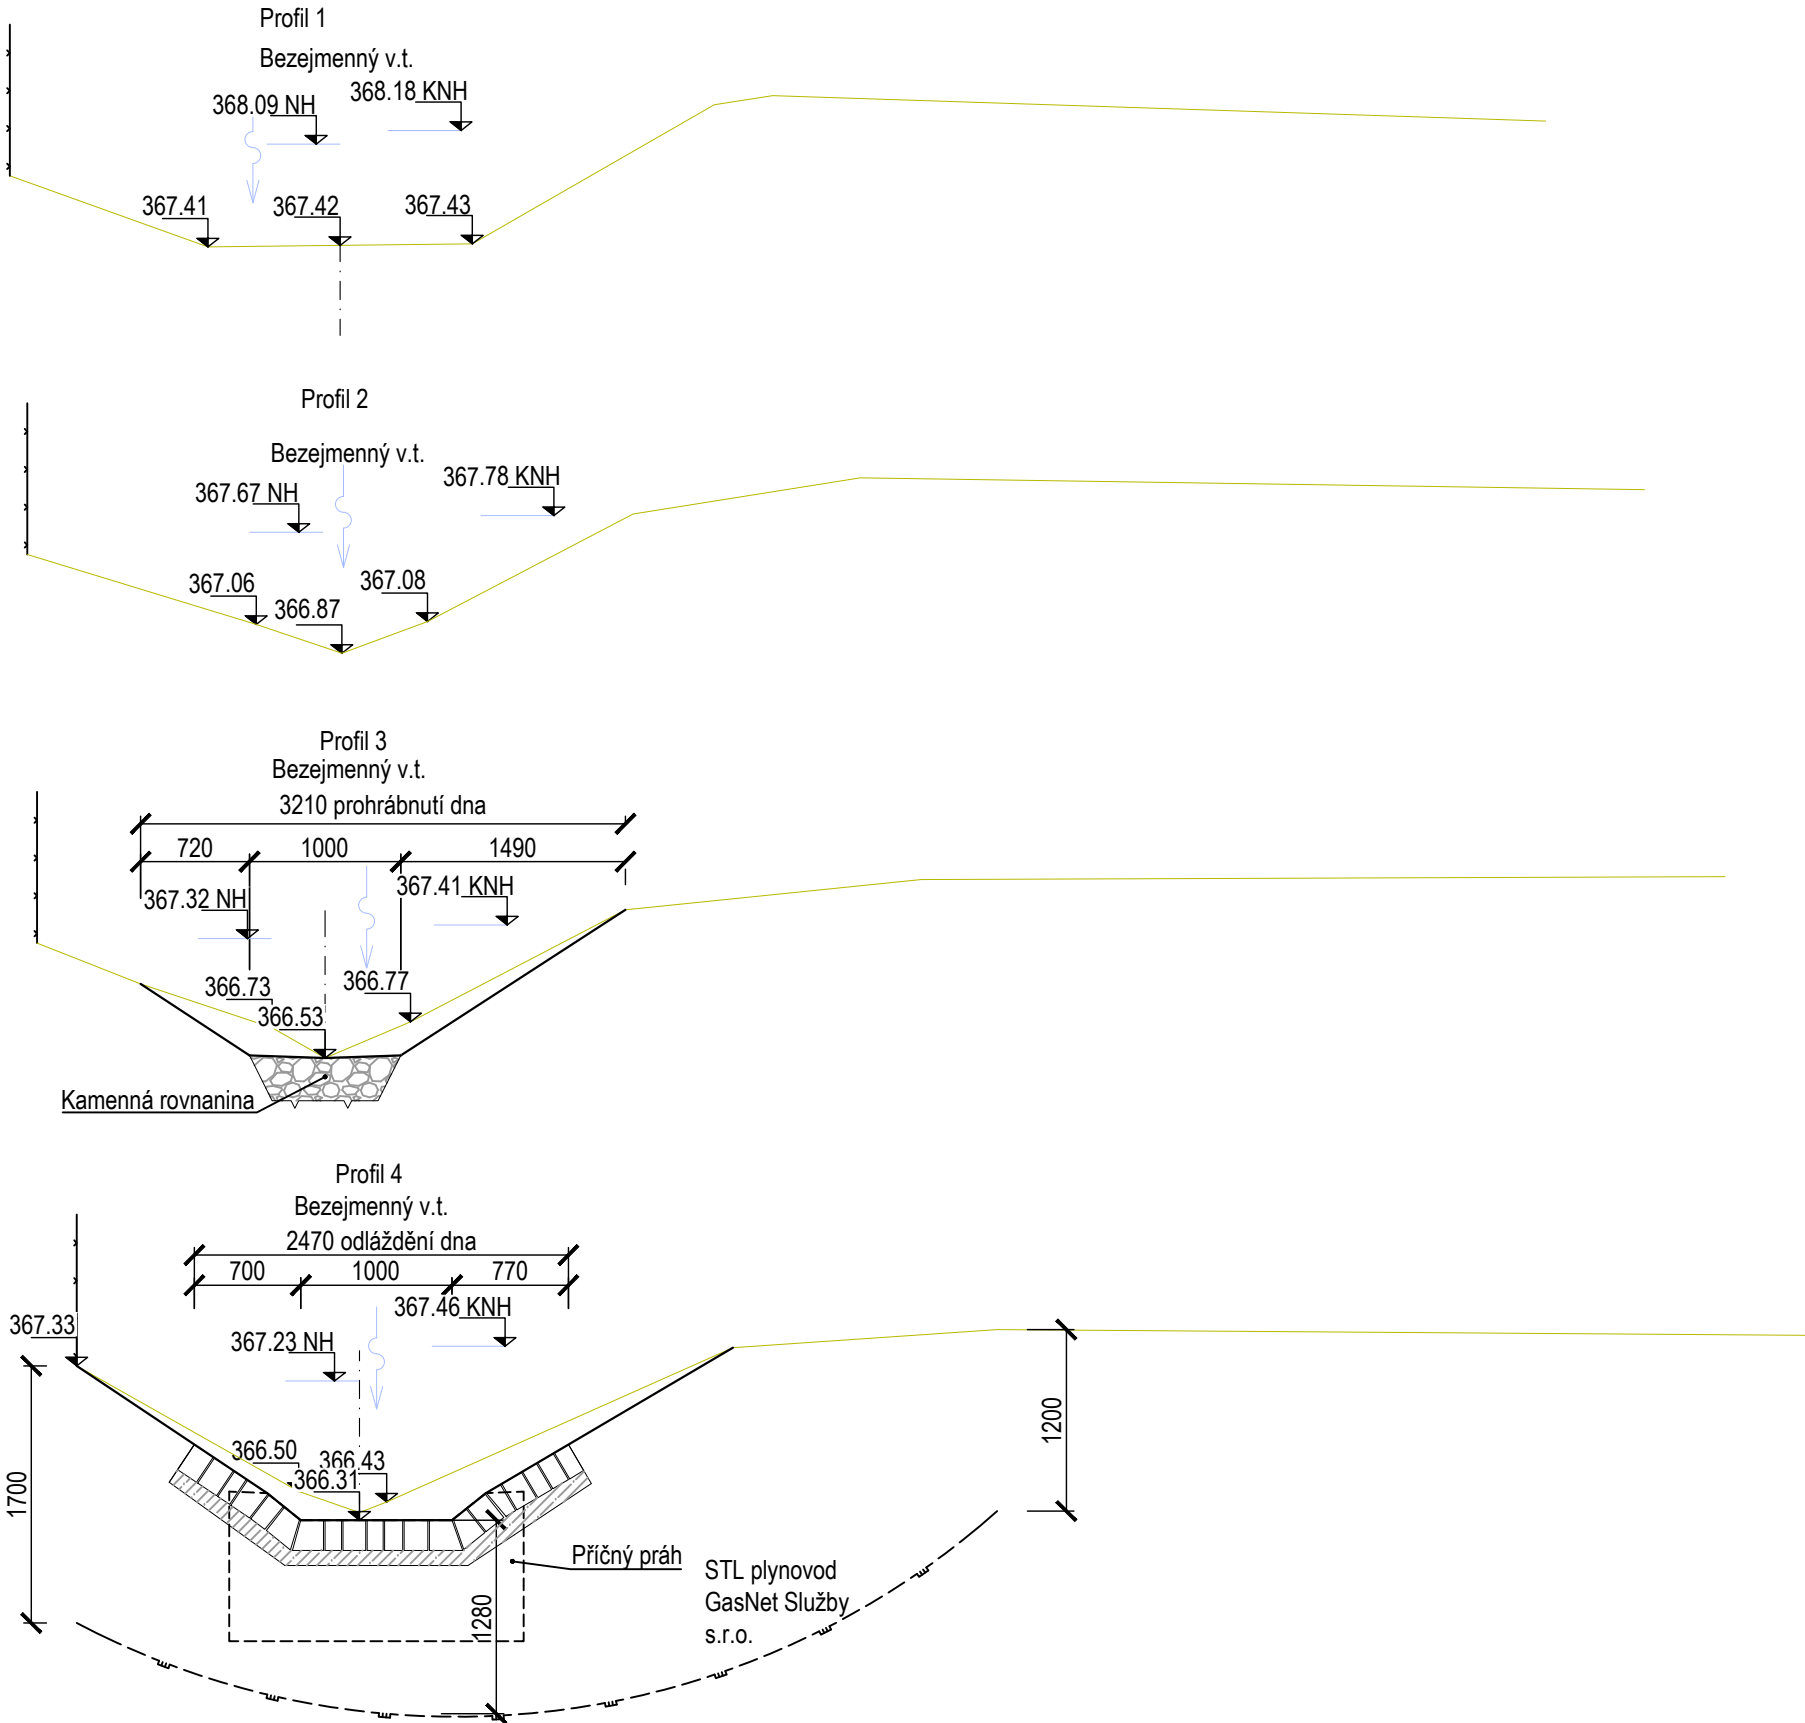 Profil 1
Bezejmenný v.t.
368.09 NH
368.18 KNH
367.41
367.42
367.43
Profil 2
Bezejmenný v.t.
367.67 NH
367.78 KNH
367.06
366.87
367.08
Profil 3
Bezejmenný v.t.
3210 prohrábnutí dna
720
1000
1490
367.32 NH
367.41 KNH
366.73
366.77
366.53
Kamenná rovnanina
Profil 4
Bezejmenný v.t.
2470 odláždění dna
700
1000
770
367.46 KNH
367.33
367.23 NH
366.50
366.43
366.31
1700
1200
1280
Příčný práh
STL plynovod
GasNet Služby
s.r.o.